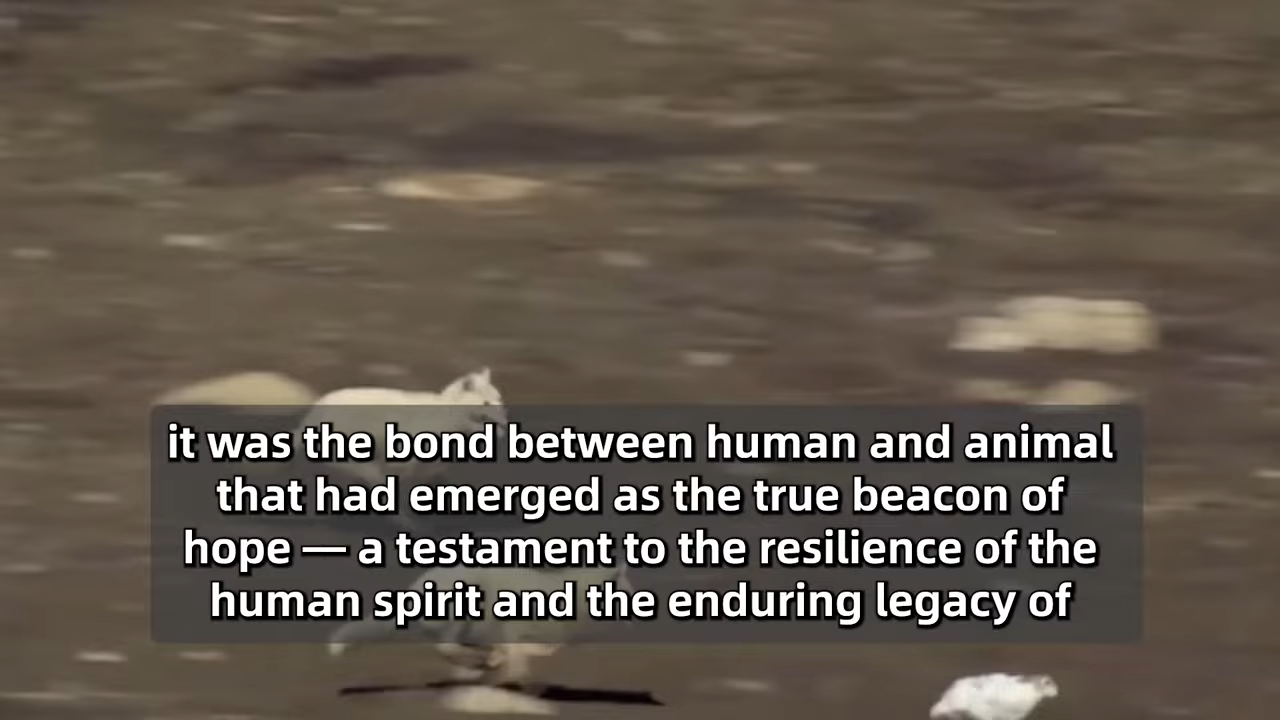 it was the bond between human and animal
that had emerged as the true beacon of
hope — a testament to the resilience of the
human spirit and the enduring legacy of